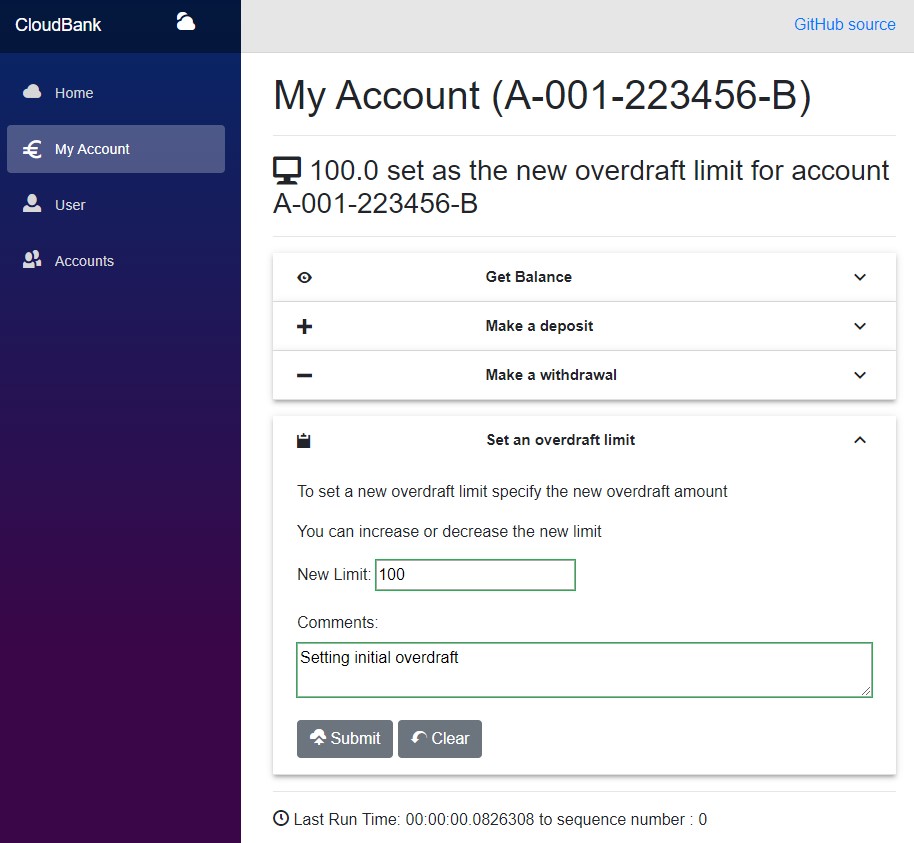 CloudBank
GitHub source
Home
My Account
User
Accounts
My Account (A-001-223456-B)
100.0 set as the new overdraft limit for account
A-001-223456-B
Get Balance
Make a deposit
Make a withdrawal
Set an overdraft limit
To set a new overdraft limit specify the new overdraft amount
You can increase or decrease the new limit
New Limit: 100
Comments:
Setting initial overdraft
Submit Clear
Last Run Time: 00:00:00.0826308 to sequence number : 0